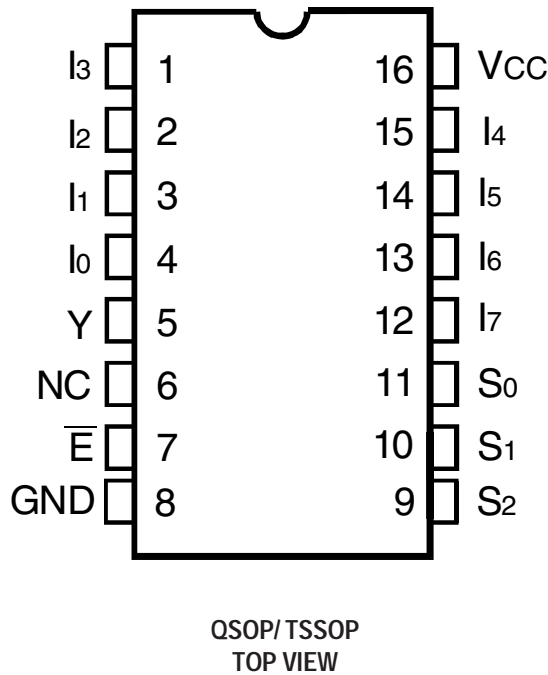 I3 1 16 VCC
I2 2 15 I4
I1 3 14 I5
I0 4 13 I6
Y 5 12 I7
NC 6 11 S0
E̅ 7 10 S1
GND 8 9 S2
QSOP/TSSOP
TOP VIEW